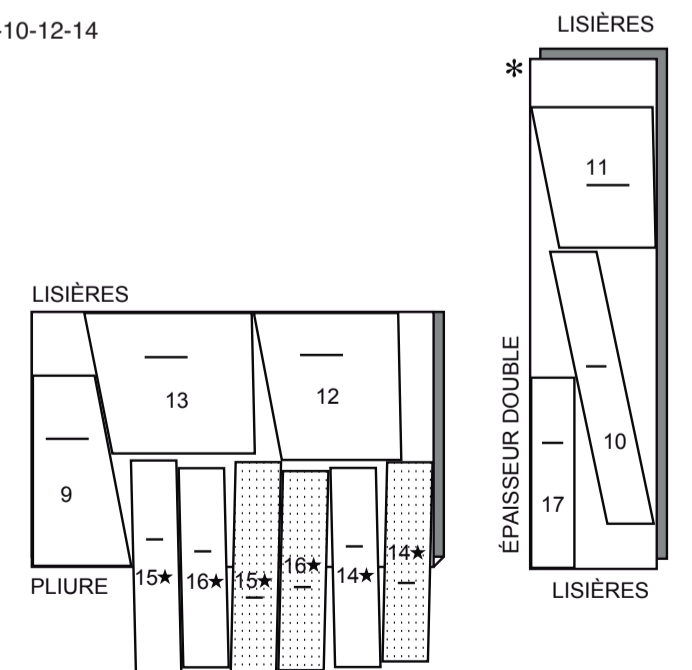 -10-12-14
LISIÈRES
*
11
LISIÈRES
13
12
ÉPAISSEUR DOUBLE
9
10
17
15★ 16★ 15★ 16★ 14★ 14★
PLIURE
LISIÈRES